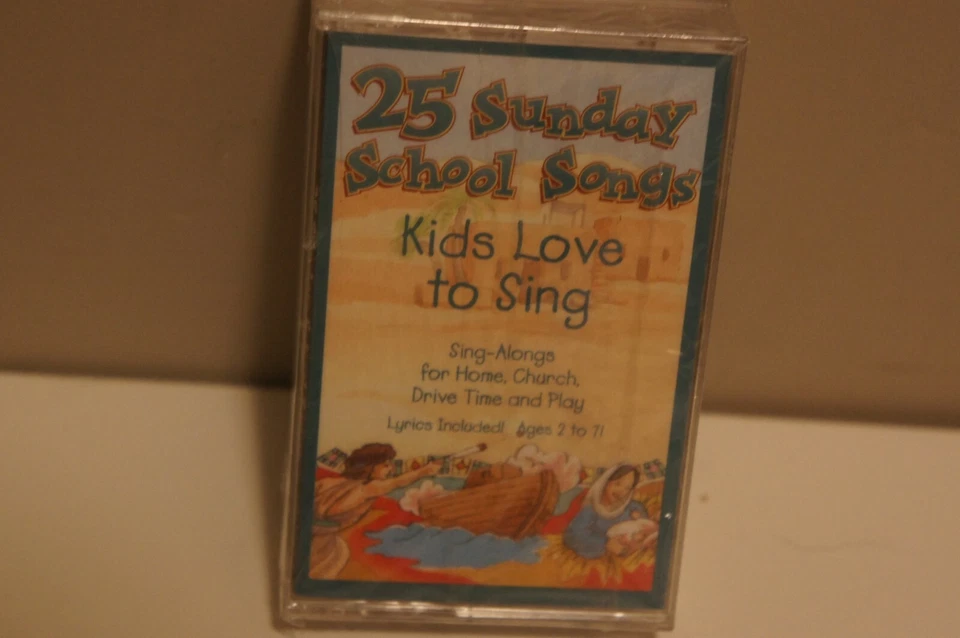 25 Sunday
School Songs
Kids Love
to Sing
Sing-Alongs
for Home, Church,
Drive Time and Play
Lyrics Included! Ages 2 to 7!